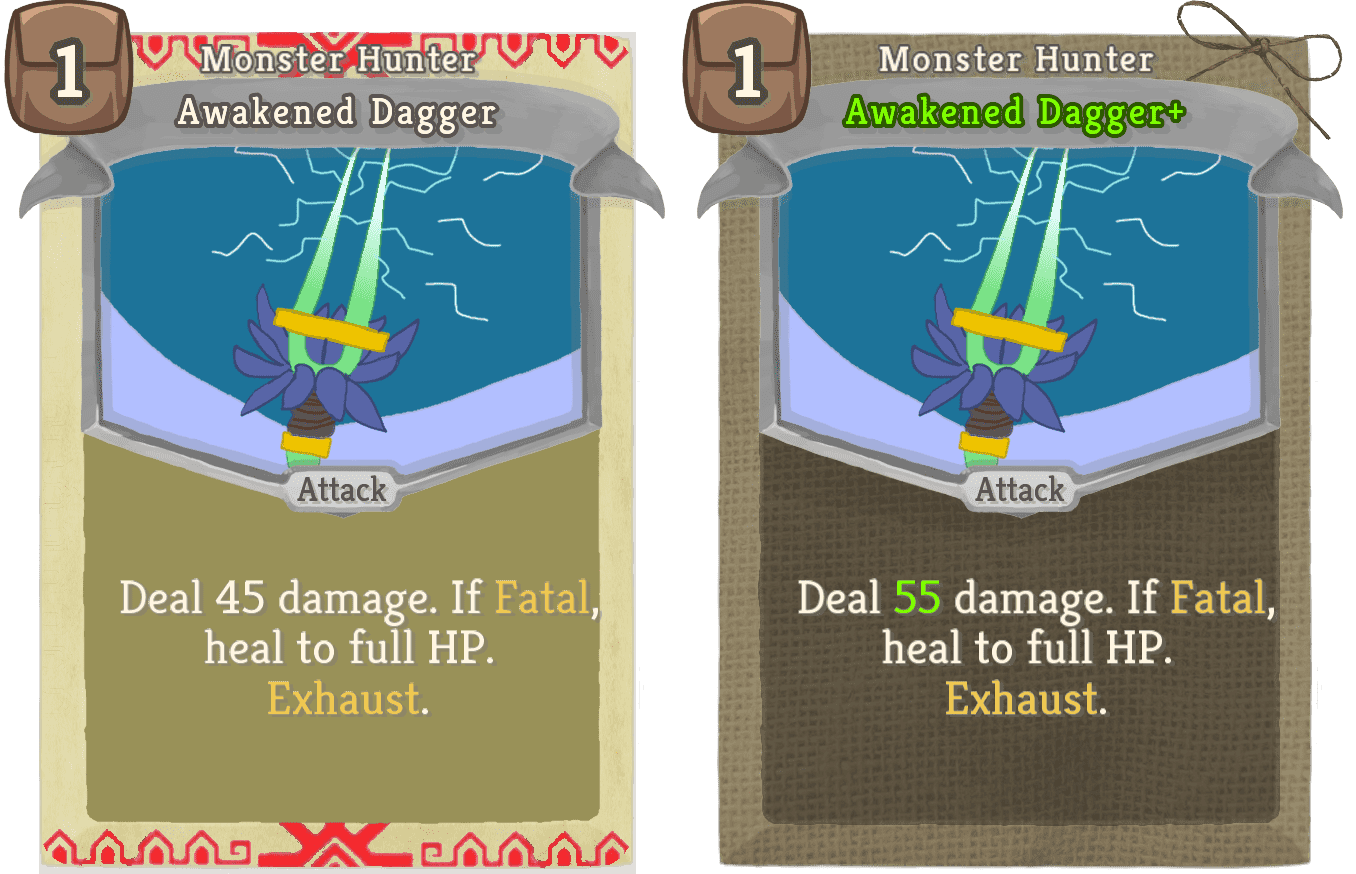 1
Monster Hunter
Awakened Dagger
Attack
Deal 45 damage. If Fatal,
heal to full HP.
Exhaust.
1
Monster Hunter
Awakened Dagger+
Attack
Deal 55 damage. If Fatal,
heal to full HP.
Exhaust.